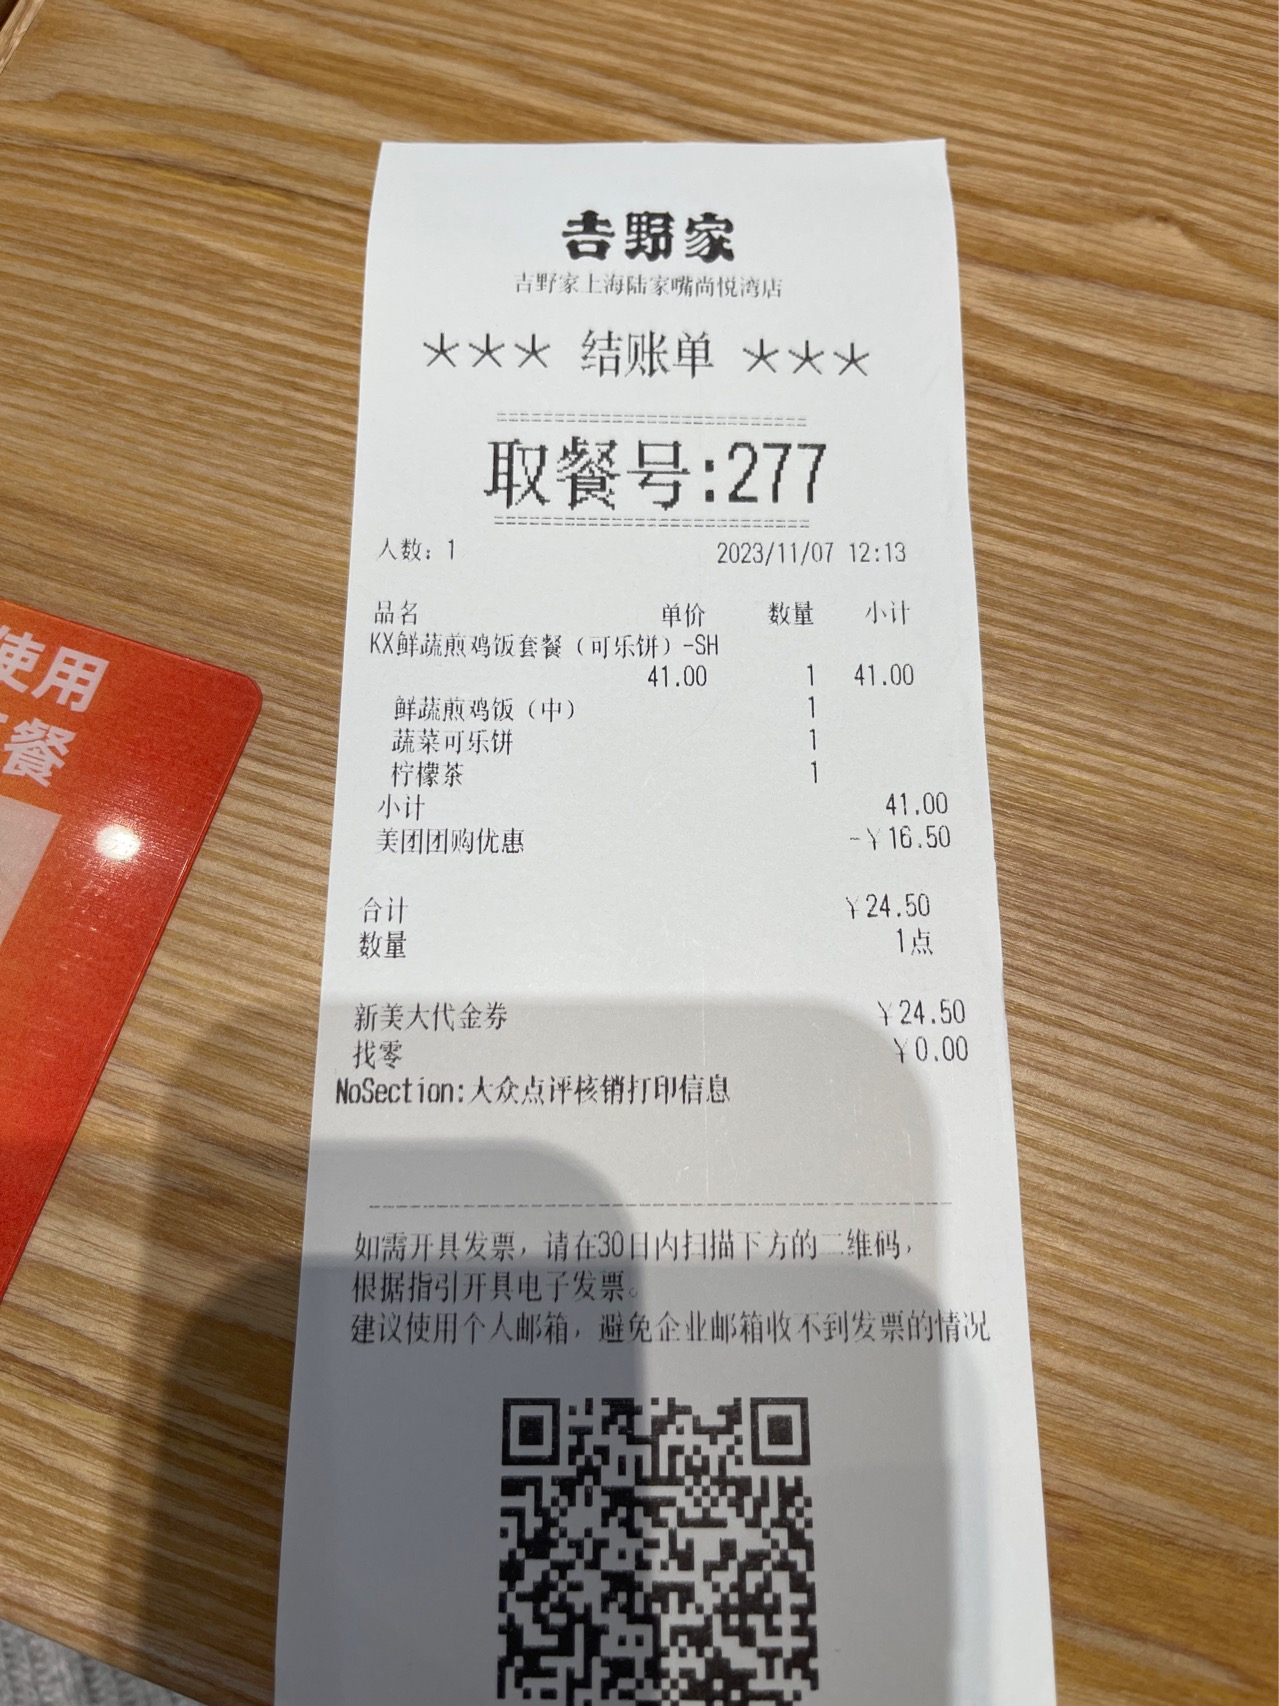 吉野家
吉野家上海陆家嘴尚悦湾店
*** 结账单 ***
==========================
取餐号:277
==========================
人数: 1 2023/11/07 12:13
品名 单价 数量 小计
KX鲜蔬煎鸡饭套餐（可乐饼）-SH
41.00 1 41.00
鲜蔬煎鸡饭（中） 1
蔬菜可乐饼 1
柠檬茶 1
小计 41.00
美团团购优惠 -¥16.50
合计 ¥24.50
数量 1点
新美大代金券 ¥24.50
找零 ¥0.00
NoSection:大众点评核销打印信息
如需开具发票，请在30日内扫描下方的二维码，
根据指引开具电子发票。
建议使用个人邮箱，避免企业邮箱收不到发票的情况
使用
餐